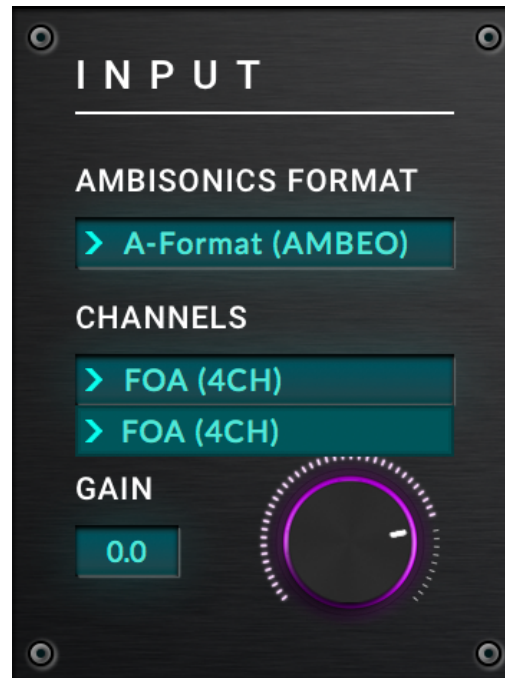 INPUT
AMBISONICS FORMAT
> A-Format (AMBEO)
CHANNELS
> FOA (4CH)
> FOA (4CH)
GAIN
0.0